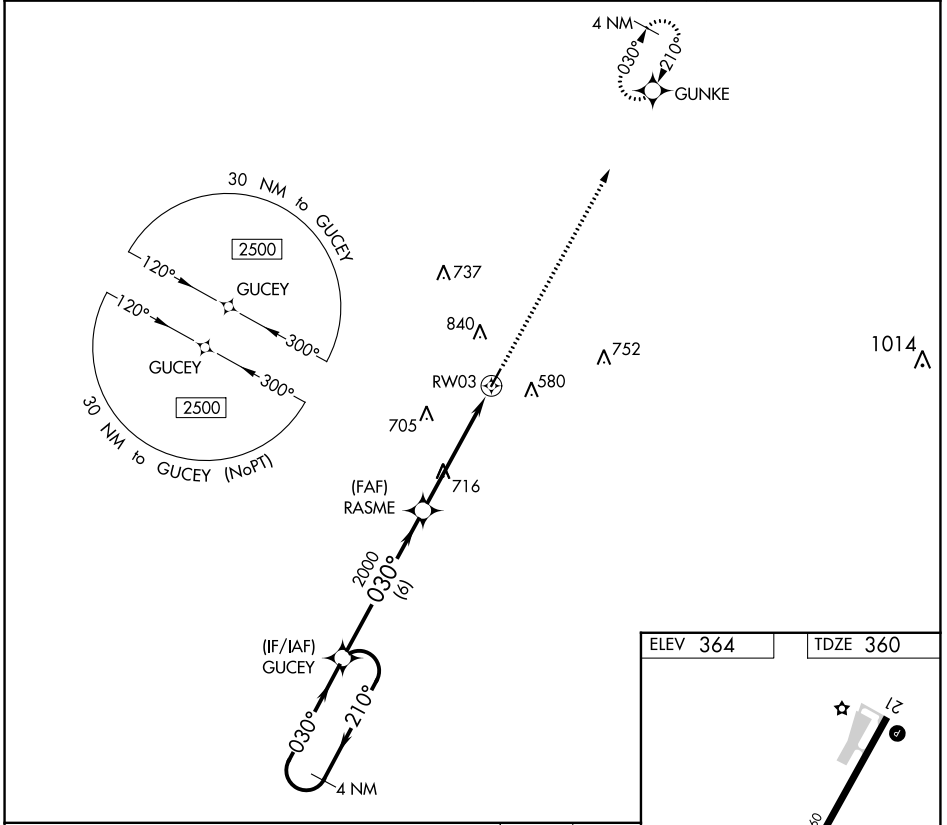 4 NM
030°
210°
GUNKE
30 NM to GUCEY
2500
120°
GUCEY
300°
120°
GUCEY
300°
2500
30 NM to GUCEY (NoPT)
737
840
752
1014
RW03
580
705
716
(FAF)
RASME
2000
030°
(6)
(IF/IAF)
GUCEY
030°
210°
4 NM
ELEV 364
TDZE 360
21
P